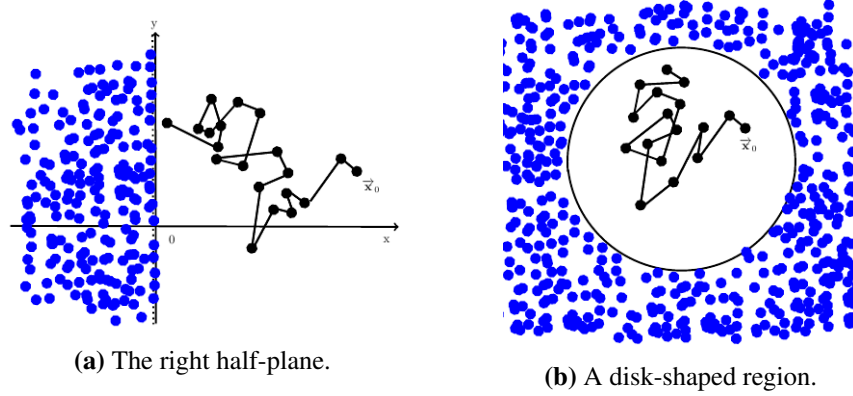 y
x⃗₀
0
x
(a) The right half-plane.
x⃗₀
(b) A disk-shaped region.